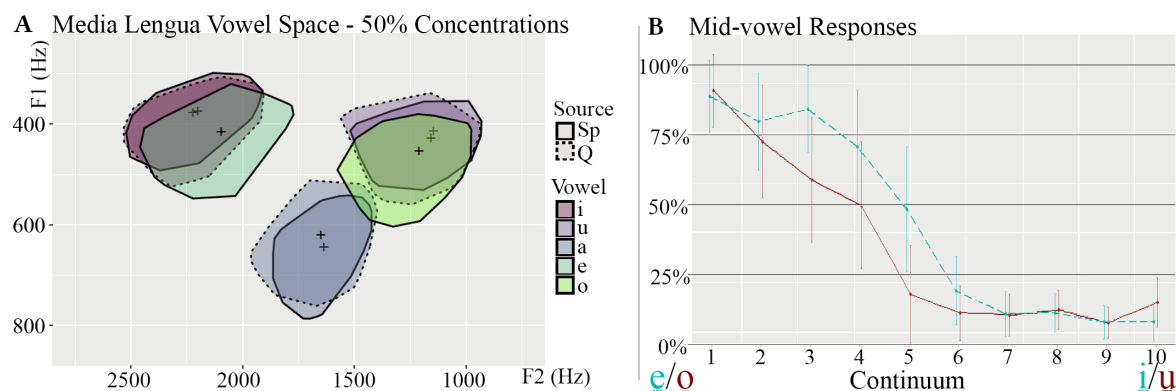 A Media Lengua Vowel Space - 50% Concentrations
F1 (Hz)
400
600
800
2500 2000 1500 1000 F2 (Hz)
Source
Sp
Q
Vowel
i
u
a
e
o
B Mid-vowel Responses
100%
75%
50%
25%
0%
1 2 3 4 5 6 7 8 9 10
e/o Continuum i/u